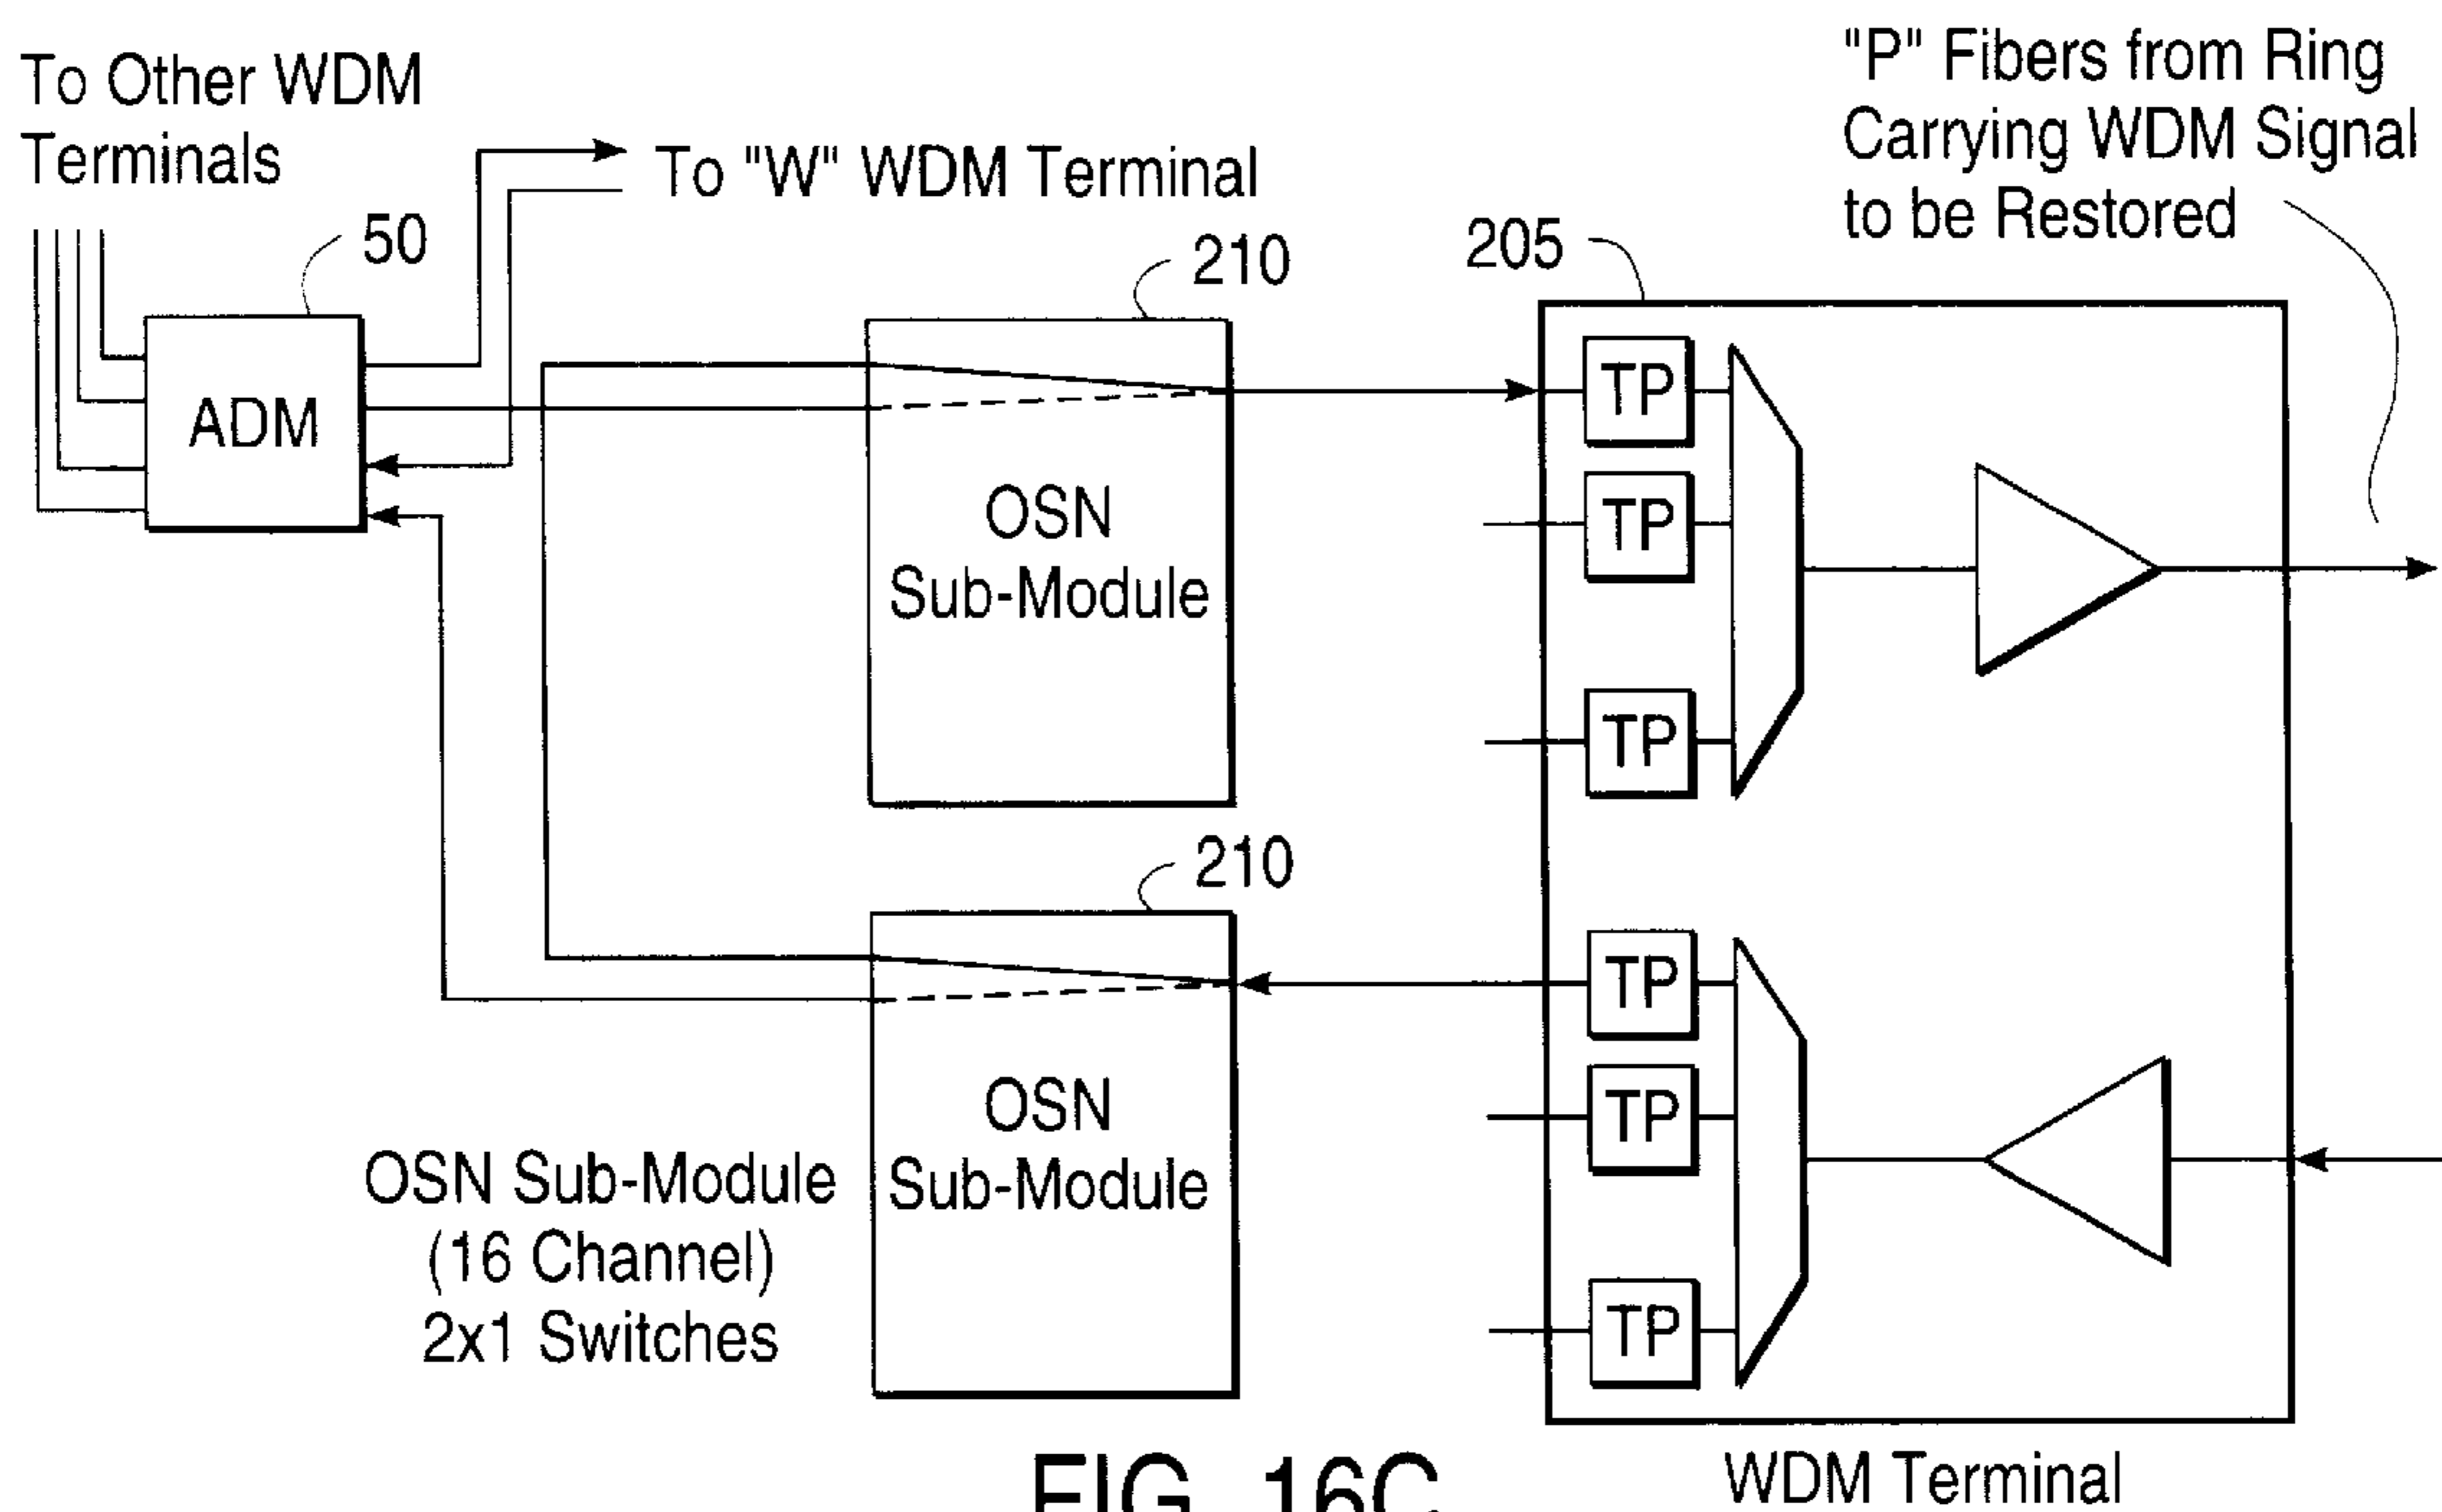 To Other WDM
Terminals
To "W" WDM Terminal
"P" Fibers from Ring
Carrying WDM Signal
to be Restored
50
210
205
ADM
OSN
Sub-Module
TP
TP
TP
210
OSN
Sub-Module
TP
TP
TP
OSN Sub-Module
(16 Channel)
2x1 Switches
WDM Terminal
FIG. 16C